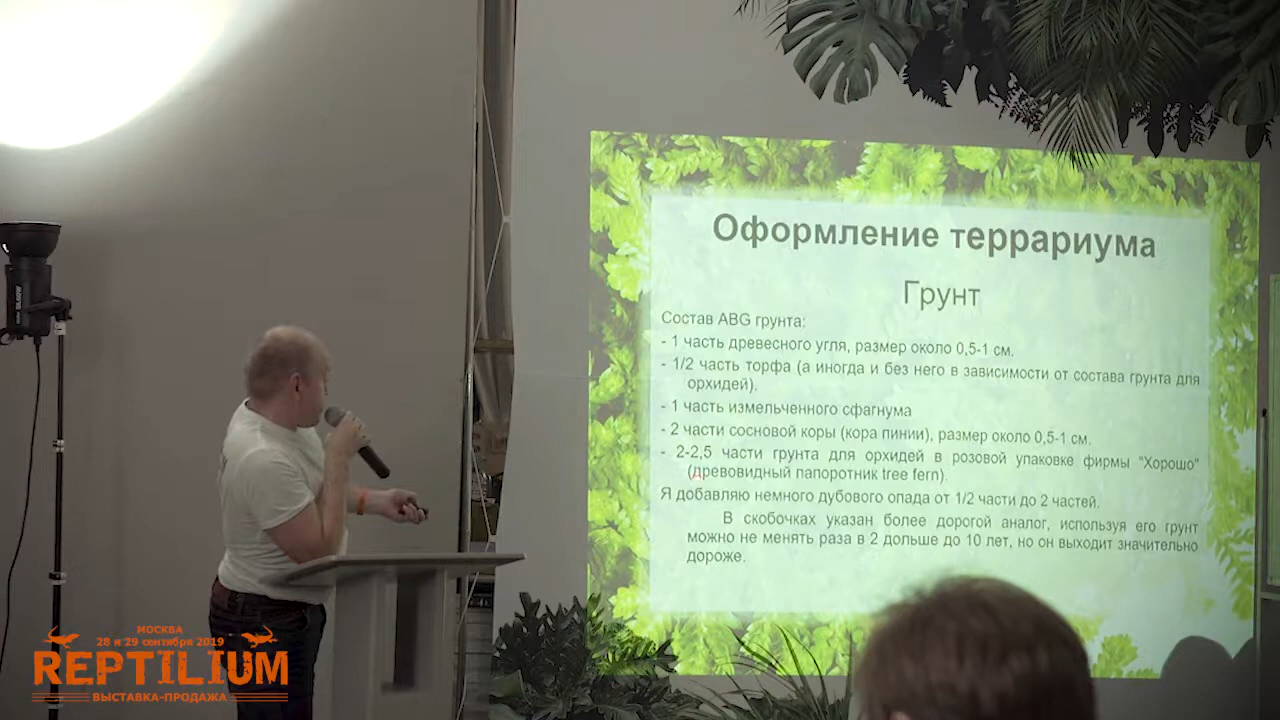 Оформление террариума
Грунт
Состав ABG грунта:
- 1 часть древесного угля, размер около 0,5-1 см.
- 1/2 часть торфа (а иногда и без него в зависимости от состава грунта для
орхидей).
- 1 часть измельченного сфагнума
- 2 части сосновой коры (кора пинии), размер около 0,5-1 см.
- 2-2,5 части грунта для орхидей в розовой упаковке фирмы "Хорошо"
(древовидный папоротник tree fern).
Я добавляю немного дубового опада от 1/2 части до 2 частей.
В скобочках указан более дорогой аналог, используя его грунт
можно не менять раза в 2 дольше до 10 лет, но он выходит значительно
дороже.
МОСКВА
28 и 29 сентября 2019
REPTILIUM
ВЫСТАВКА-ПРОДАЖА